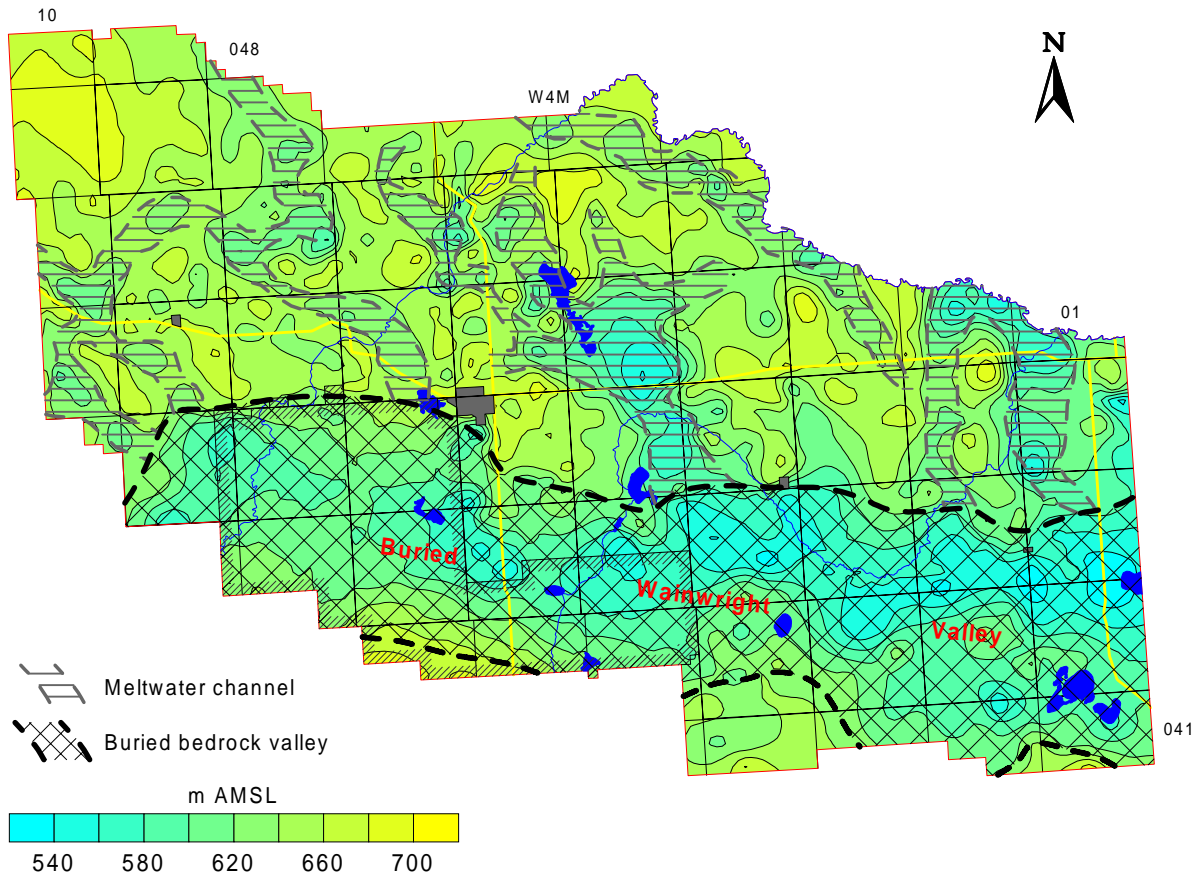 10
048
W4M
N
01
Buried
Wainwright
Valley
041
Meltwater channel
Buried bedrock valley
m AMSL
540 580 620 660 700